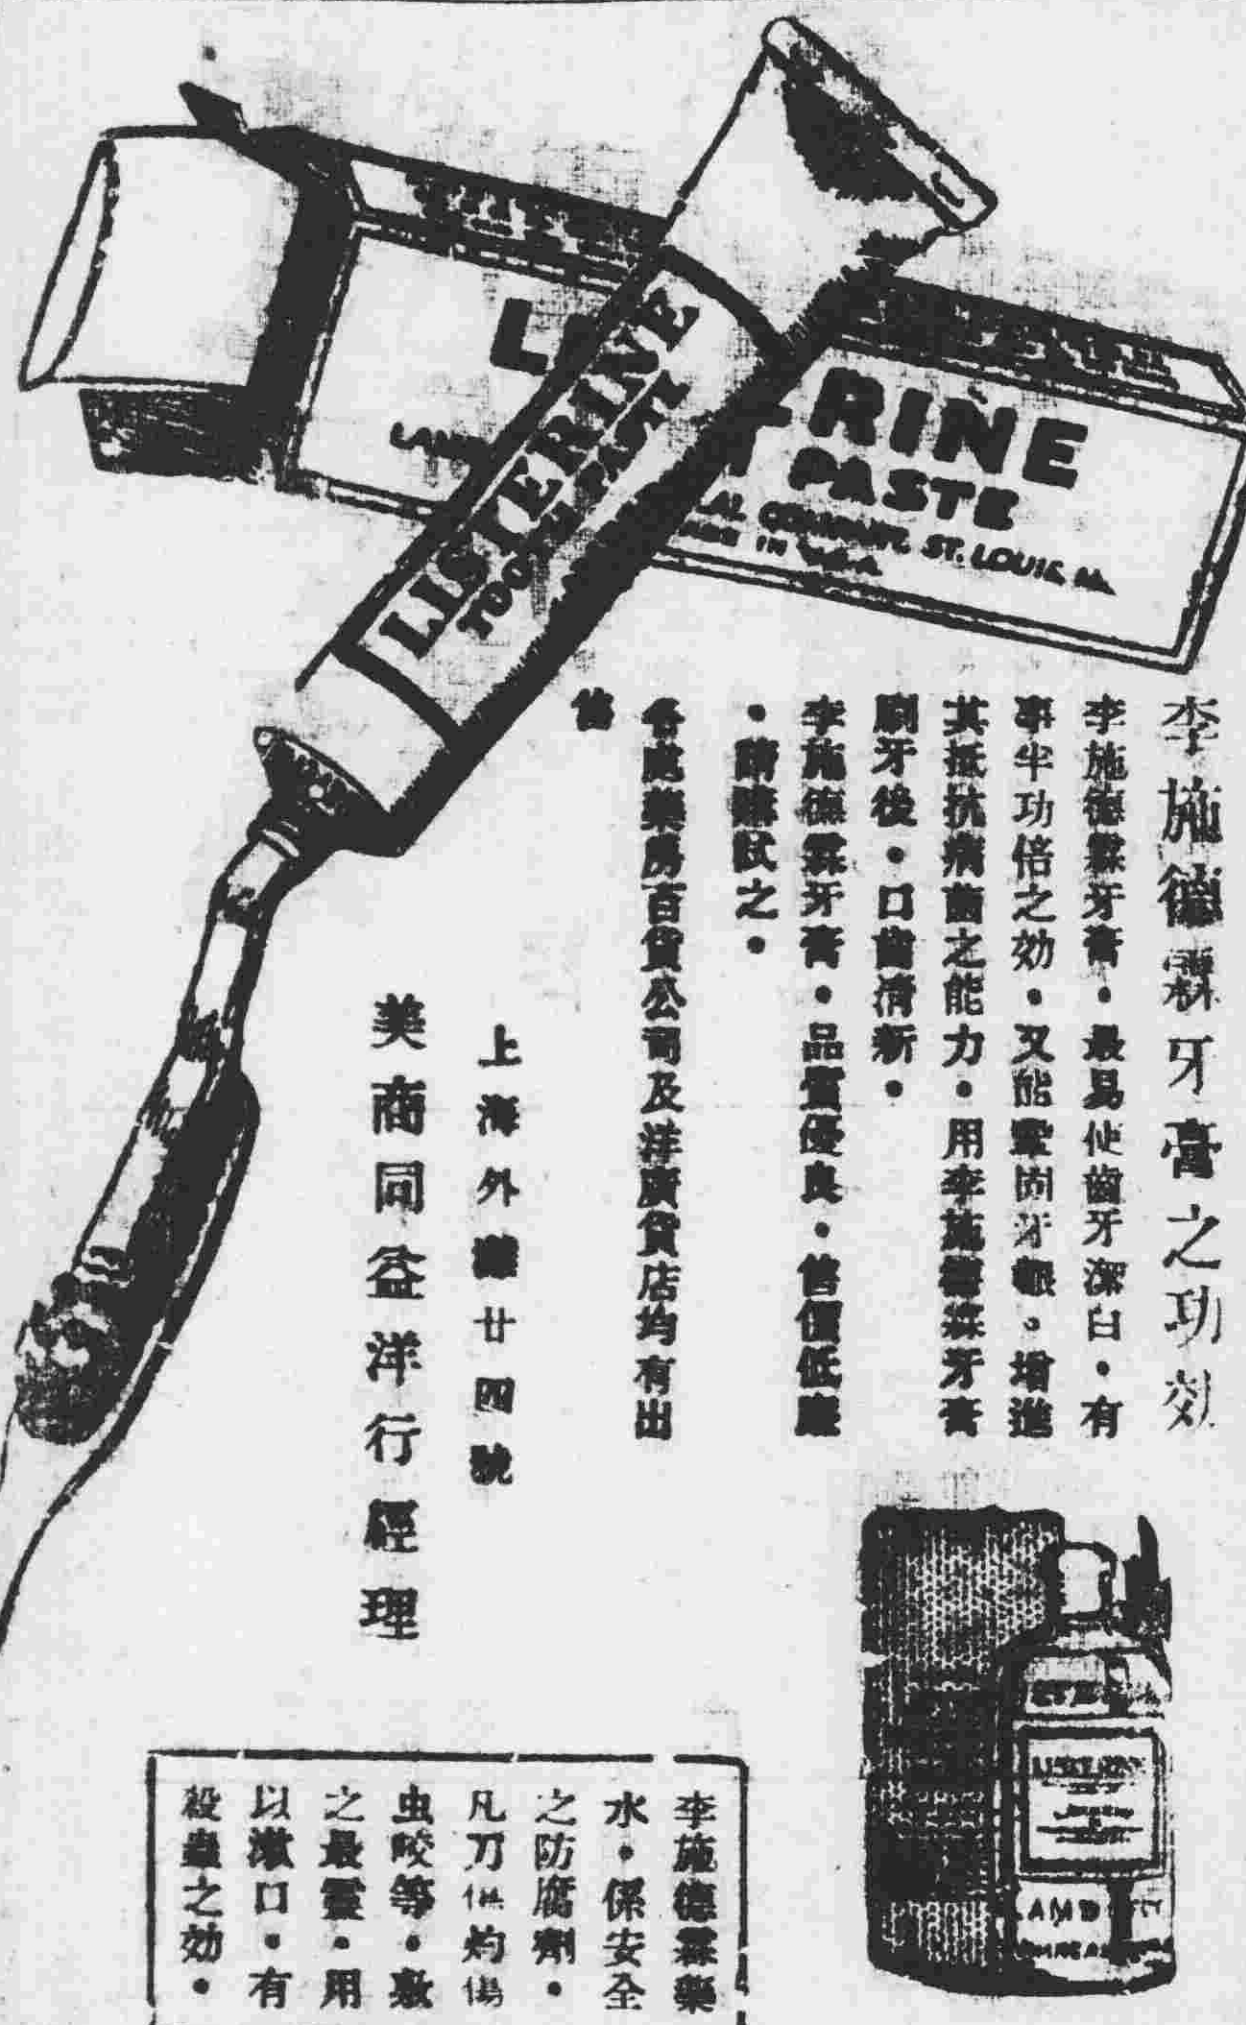 LISTERINE
TOOTH PASTE
RINE
PASTE
ST. LOUIS
IN
李施德霖牙膏之功效
李施德霖牙膏・最易使齒牙潔白・有
事半功倍之効・又能鞏固牙齦。增進
其抵抗病菌之能力・用李施德霖牙膏
刷牙後・口齒清新・
李施德霖牙膏・品質優良・售價低廉
・請購試之・
各處藥房百貨公司及洋廣貨店均有出
售
上海外灘廿四號
美商同益洋行經理
LAMB
李施德霖藥
水・係安全
之防腐劑・
凡刀傷灼傷
虫咬等・敷
之最靈・用
以漱口・有
殺蟲之効・